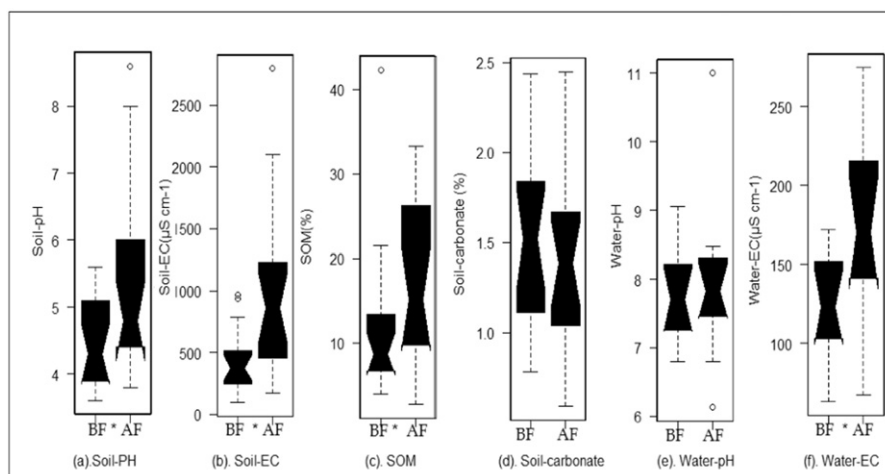 Soil-pH
8
7
6
5
4
BF * AF
(a).Soil-PH
Soil-EC(µS cm-1)
2500
2000
1500
1000
500
0
BF * AF
(b). Soil-EC
SOM(%)
40
30
20
10
BF * AF
(c). SOM
Soil-carbonate (%)
2.5
2.0
1.5
1.0
BF AF
(d). Soil-carbonate
Water-pH
11
10
9
8
7
6
BF AF
(e). Water-pH
Water-EC(µS cm-1)
250
200
150
100
BF * AF
(f). Water-EC